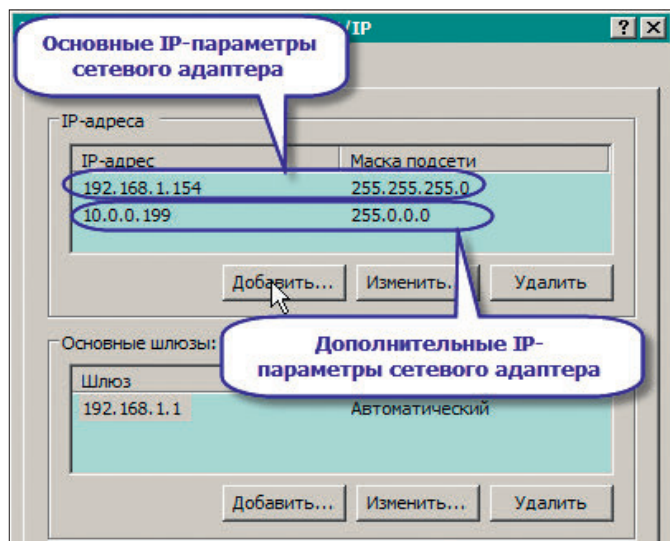 /IP
Основные IP-параметры
сетевого адаптера
IP-адреса
IP-адрес Маска подсети
192.168.1.154 255.255.255.0
10.0.0.199 255.0.0.0
Добавить... Изменить... Удалить
Основные шлюзы:
Дополнительные IP-
параметры сетевого адаптера
Шлюз
192.168.1.1 Автоматический
Добавить... Изменить... Удалить